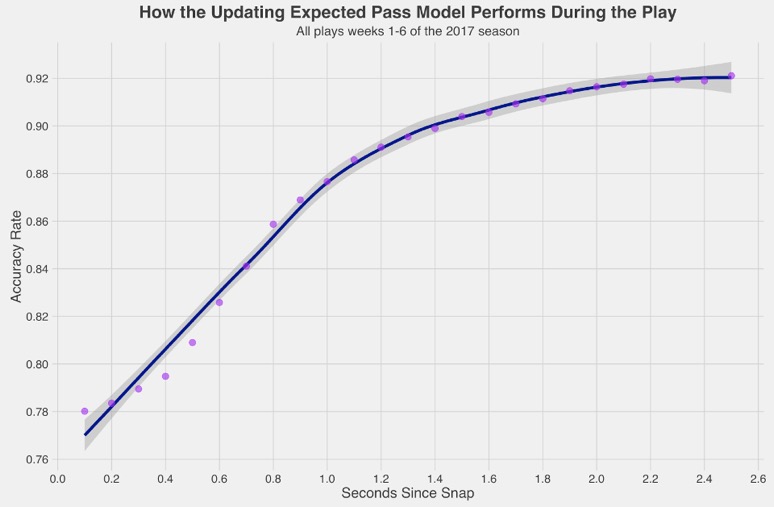 How the Updating Expected Pass Model Performs During the Play
All plays weeks 1-6 of the 2017 season
Accuracy Rate
0.92
0.90
0.88
0.86
0.84
0.82
0.80
0.78
0.76
0.0 0.2 0.4 0.6 0.8 1.0 1.2 1.4 1.6 1.8 2.0 2.2 2.4 2.6
Seconds Since Snap